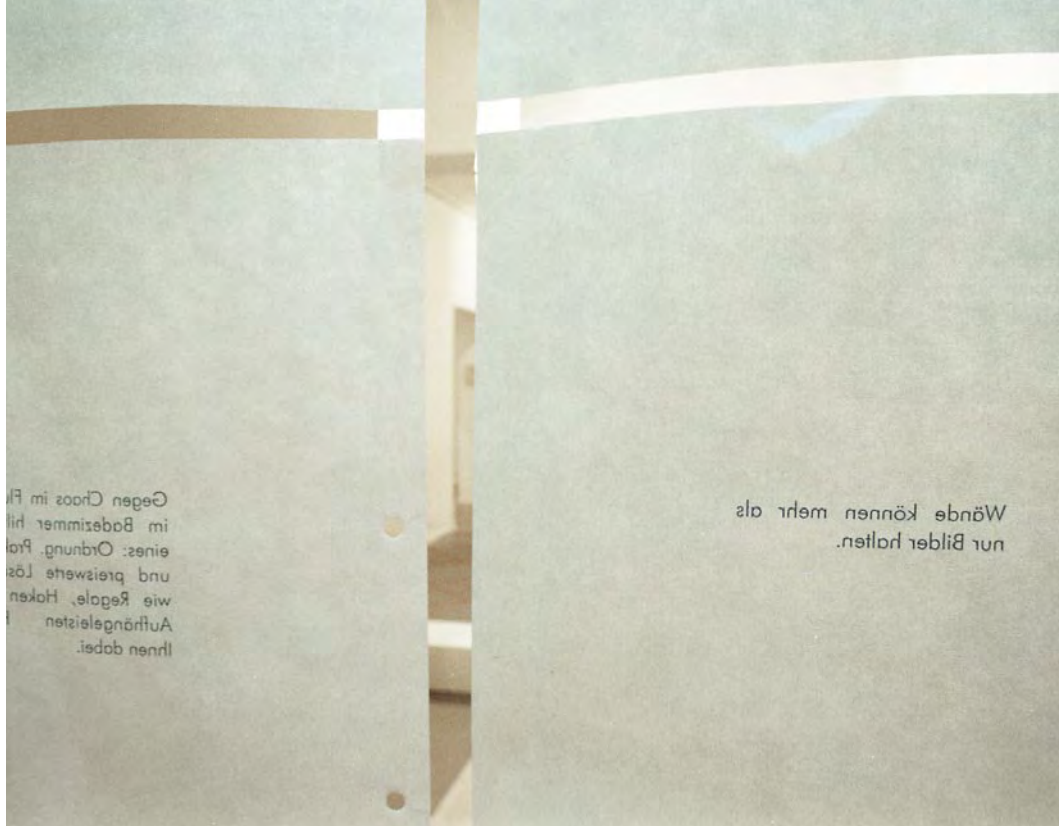 Wände können mehr als
nur Bilder halten.
Gegen Chaos im
im Badezimmer
eines: Ordnung.
und preiswerte
wie Regale, Haken
Aufhängeleisten
Ihnen dabei.